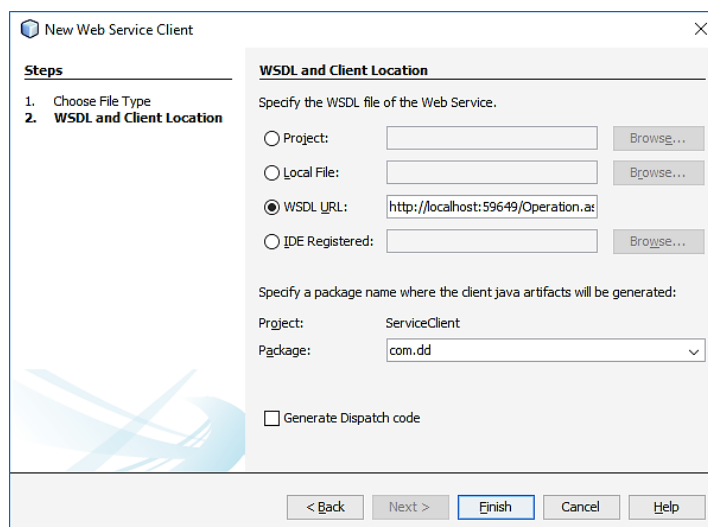 New Web Service Client
Steps
1. Choose File Type
2. WSDL and Client Location
WSDL and Client Location
Specify the WSDL file of the Web Service.
Project:
Browse...
Local File:
Browse...
WSDL URL:
http://localhost:59649/Operation.as
IDE Registered:
Browse...
Specify a package name where the client java artifacts will be generated:
Project: ServiceClient
Package: com.dd
Generate Dispatch code
< Back Next > Finish Cancel Help